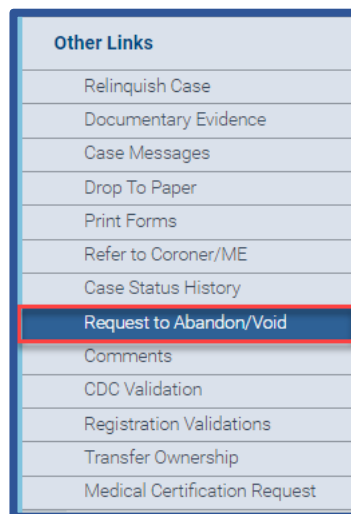 Other Links
Relinquish Case
Documentary Evidence
Case Messages
Drop To Paper
Print Forms
Refer to Coroner/ME
Case Status History
Request to Abandon/Void
Comments
CDC Validation
Registration Validations
Transfer Ownership
Medical Certification Request